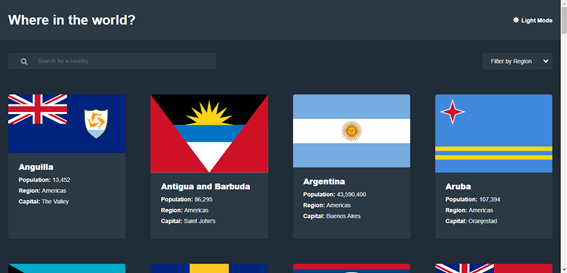 Where in the world?
Light Mode
Search for a country..
Filter by Region
Anguilla
Population: 13,452
Region: Americas
Capital: The Valley
Antigua and Barbuda
Population: 86,295
Region: Americas
Capital: Saint John's
Argentina
Population: 43,590,400
Region: Americas
Capital: Buenos Aires
Aruba
Population: 107,394
Region: Americas
Capital: Oranjestad